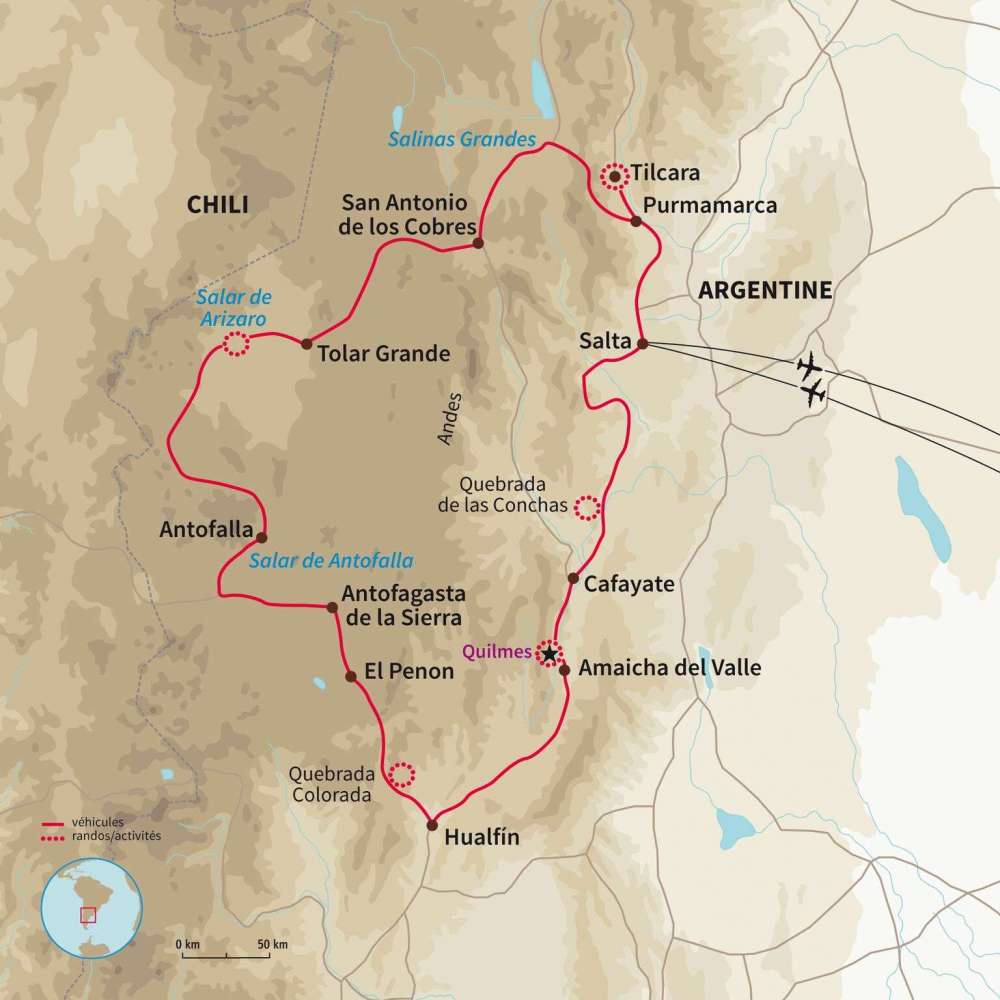 Salinas Grandes
Tilcara
CHILI
San Antonio
de los Cobres
Purmamarca
Salar de
Arizaro
ARGENTINE
Tolar Grande
Salta
Andes
Quebrada
de las Conchas
Antofalla
Salar de Antofalla
Cafayate
Antofagasta
de la Sierra
Quilmes
Amaicha del Valle
El Penon
Quebrada
Colorada
véhicules
randos/activités
Hualfín
0 km 50 km